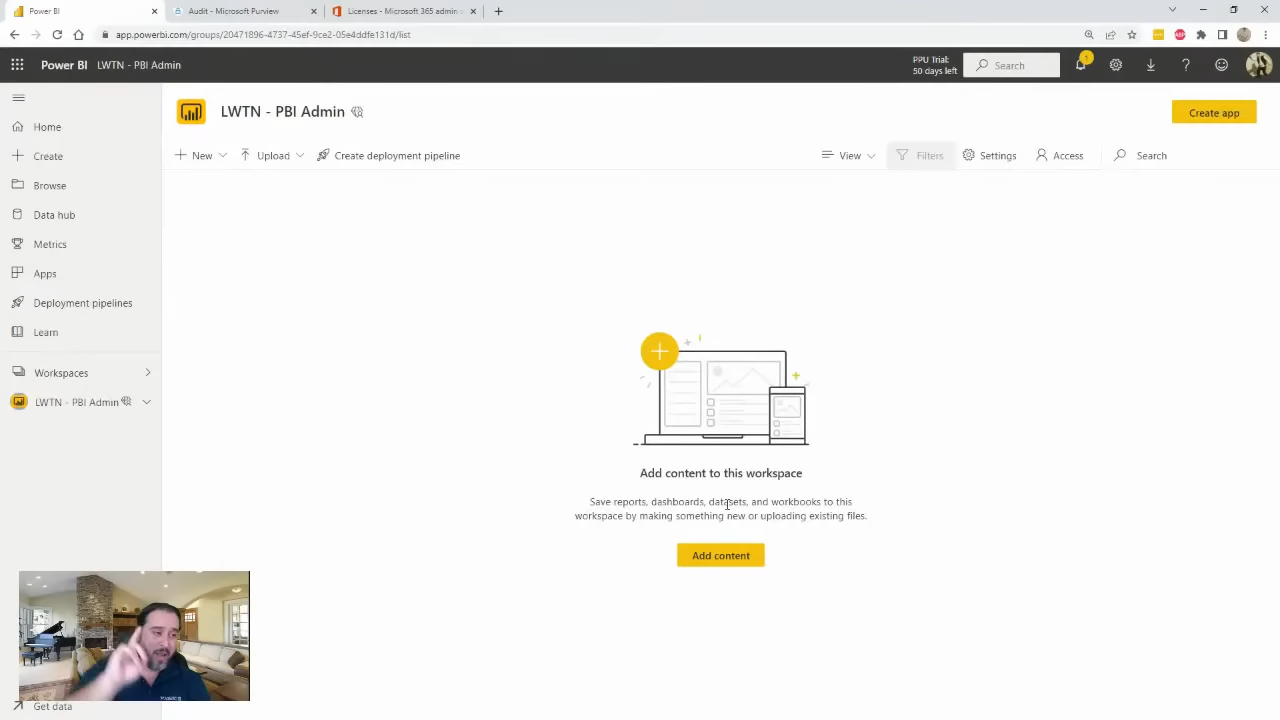 Power BI
Audit - Microsoft Purview
Licenses - Microsoft 365 admin
app.powerbi.com/groups/20471896-4737-45ef-9ce2-05e4ddfe131d/list
ABP
Power BI LWTN - PBI Admin
PPU Trial:
50 days left
Search
1
LWTN - PBI Admin
Create app
New
Upload
Create deployment pipeline
View
Filters
Settings
Access
Search
Home
Create
Browse
Data hub
Metrics
Apps
Deployment pipelines
Learn
Workspaces
LWTN - PBI Admin
Get data
Add content to this workspace
Save reports, dashboards, datasets, and workbooks to this
workspace by making something new or uploading existing files.
Add content